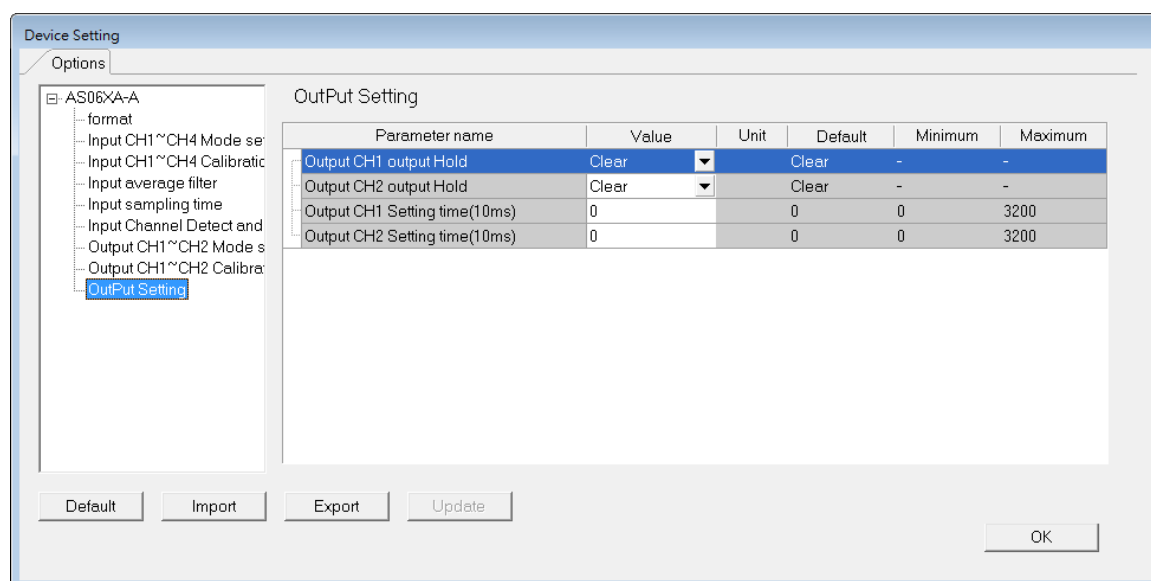 Device Setting
Options
AS06XA-A
format
Input CH1~CH4 Mode se
Input CH1~CH4 Calibratic
Input average filter
Input sampling time
Input Channel Detect and
Output CH1~CH2 Mode s
Output CH1~CH2 Calibra
OutPut Setting
OutPut Setting
Parameter name Value Unit Default Minimum Maximum
Output CH1 output Hold Clear Clear - -
Output CH2 output Hold Clear Clear - -
Output CH1 Setting time(10ms) 0 0 0 3200
Output CH2 Setting time(10ms) 0 0 0 3200
Default Import Export Update
OK